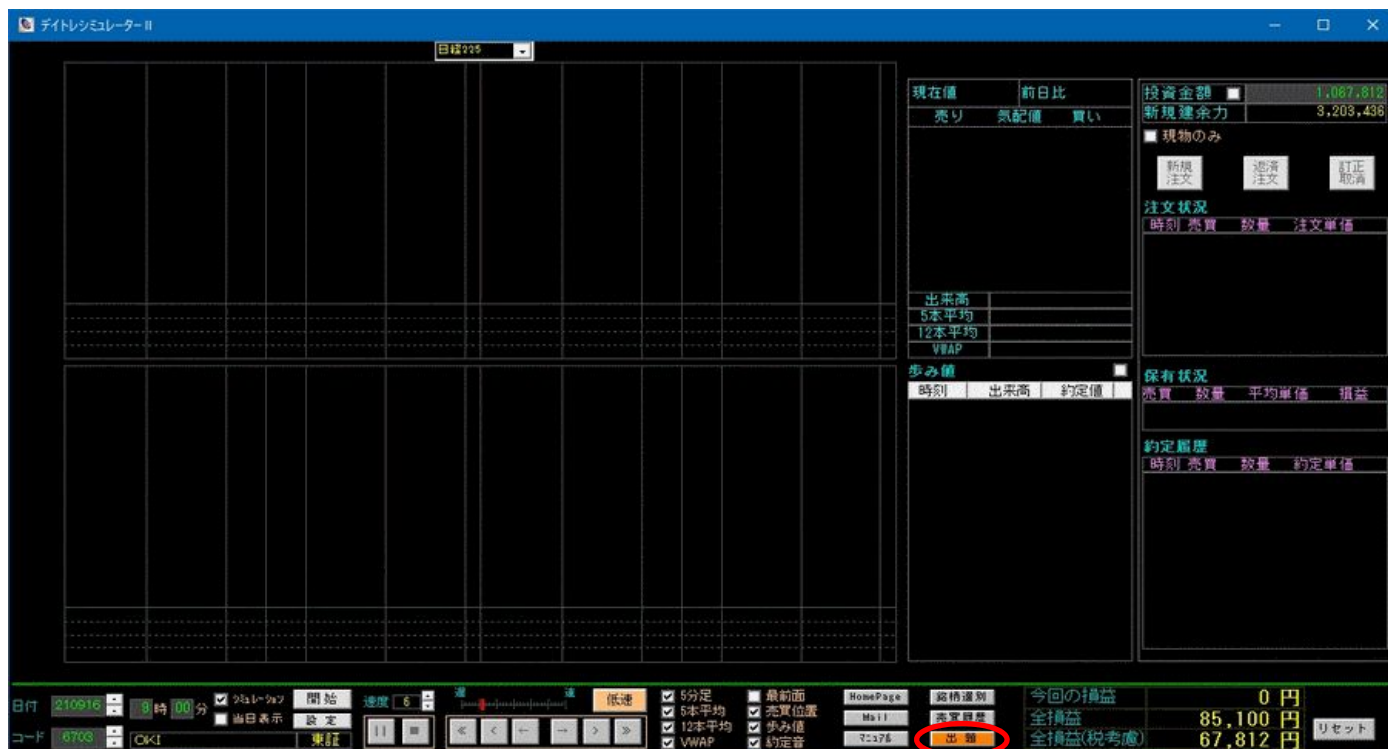 デイトレシミュレーターⅡ
日経225
現在値 前日比
売り 気配値 買い
出来高
5本平均
12本平均
VWAP
歩み値
時刻 出来高 約定値
投資金額 1,067,812
新規建余力 3,203,436
現物のみ
新規注文 返済注文 訂正取消
注文状況
時刻 売買 数量 注文単価
保有状況
売買 数量 平均単価 損益
約定履歴
時刻 売買 数量 約定単価
日付 210916 9時00分 シミュレーション 開始
当日表示 設定
コード 6703 OKI 東証
速度 6 遅 速 低速
« < ← → > »
5分足 最前面
5本平均 売買位置
12本平均 歩み値
VWAP 約定音
HomePage 銘柄選別
Mail 売買履歴
マニュアル 出題
今回の損益 0 円
全損益 85,100 円
全損益(税考慮) 67,812 円
リセット